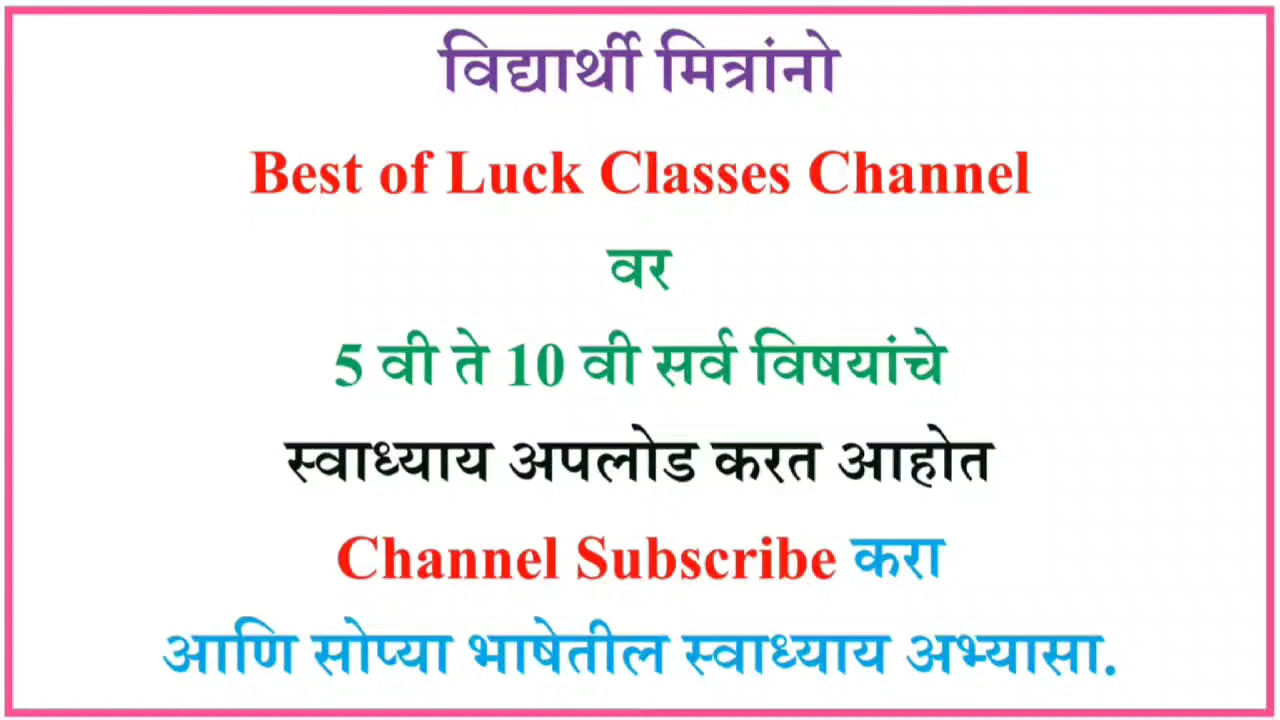 विद्यार्थी मित्रांनो
Best of Luck Classes Channel
वर
5 वी ते 10 वी सर्व विषयांचे
स्वाध्याय अपलोड करत आहोत
Channel Subscribe करा
आणि सोप्या भाषेतील स्वाध्याय अभ्यासा.